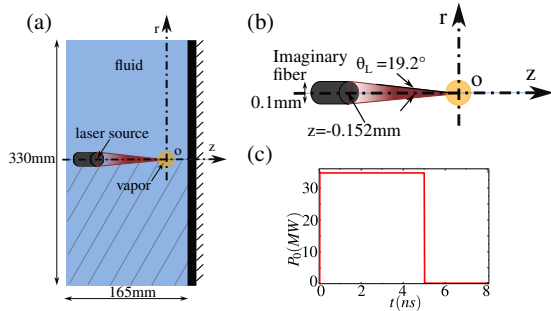 (a)
r
fluid
laser source
z
o
330mm
vapor
165mm
(b)
r
Imaginary
fiber
θL=19.2°
o
z
0.1mm
z=-0.152mm
(c)
P0(MW)
30
20
10
0
0 2 4 6 8
t(ns)